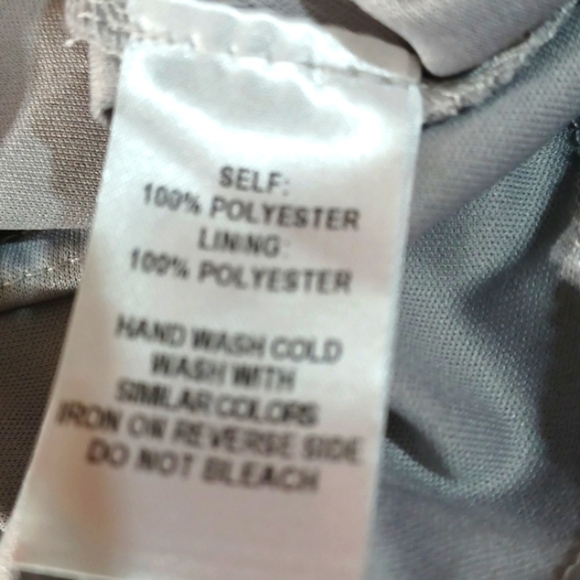 SELF:
100% POLYESTER
LINING:
100% POLYESTER
HAND WASH COLD
WASH WITH
SIMILAR COLORS
IRON ON REVERSE SIDE
DO NOT BLEACH